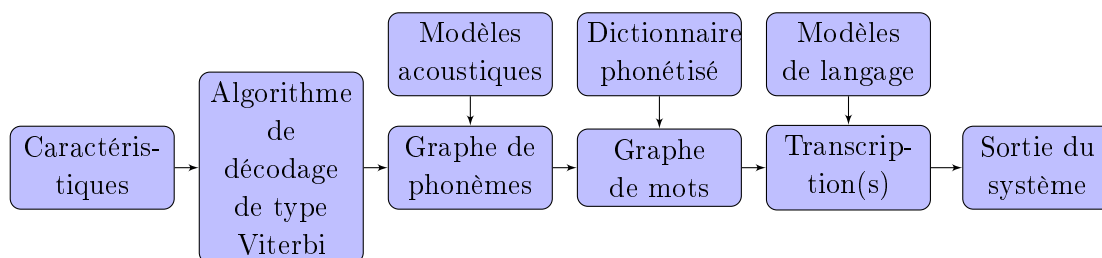 Caractéris-
tiques
Algorithme
de
décodage
de type
Viterbi
Modèles
acoustiques
Graphe de
phonèmes
Dictionnaire
phonétisé
Graphe
de mots
Modèles
de langage
Transcrip-
tion(s)
Sortie du
système